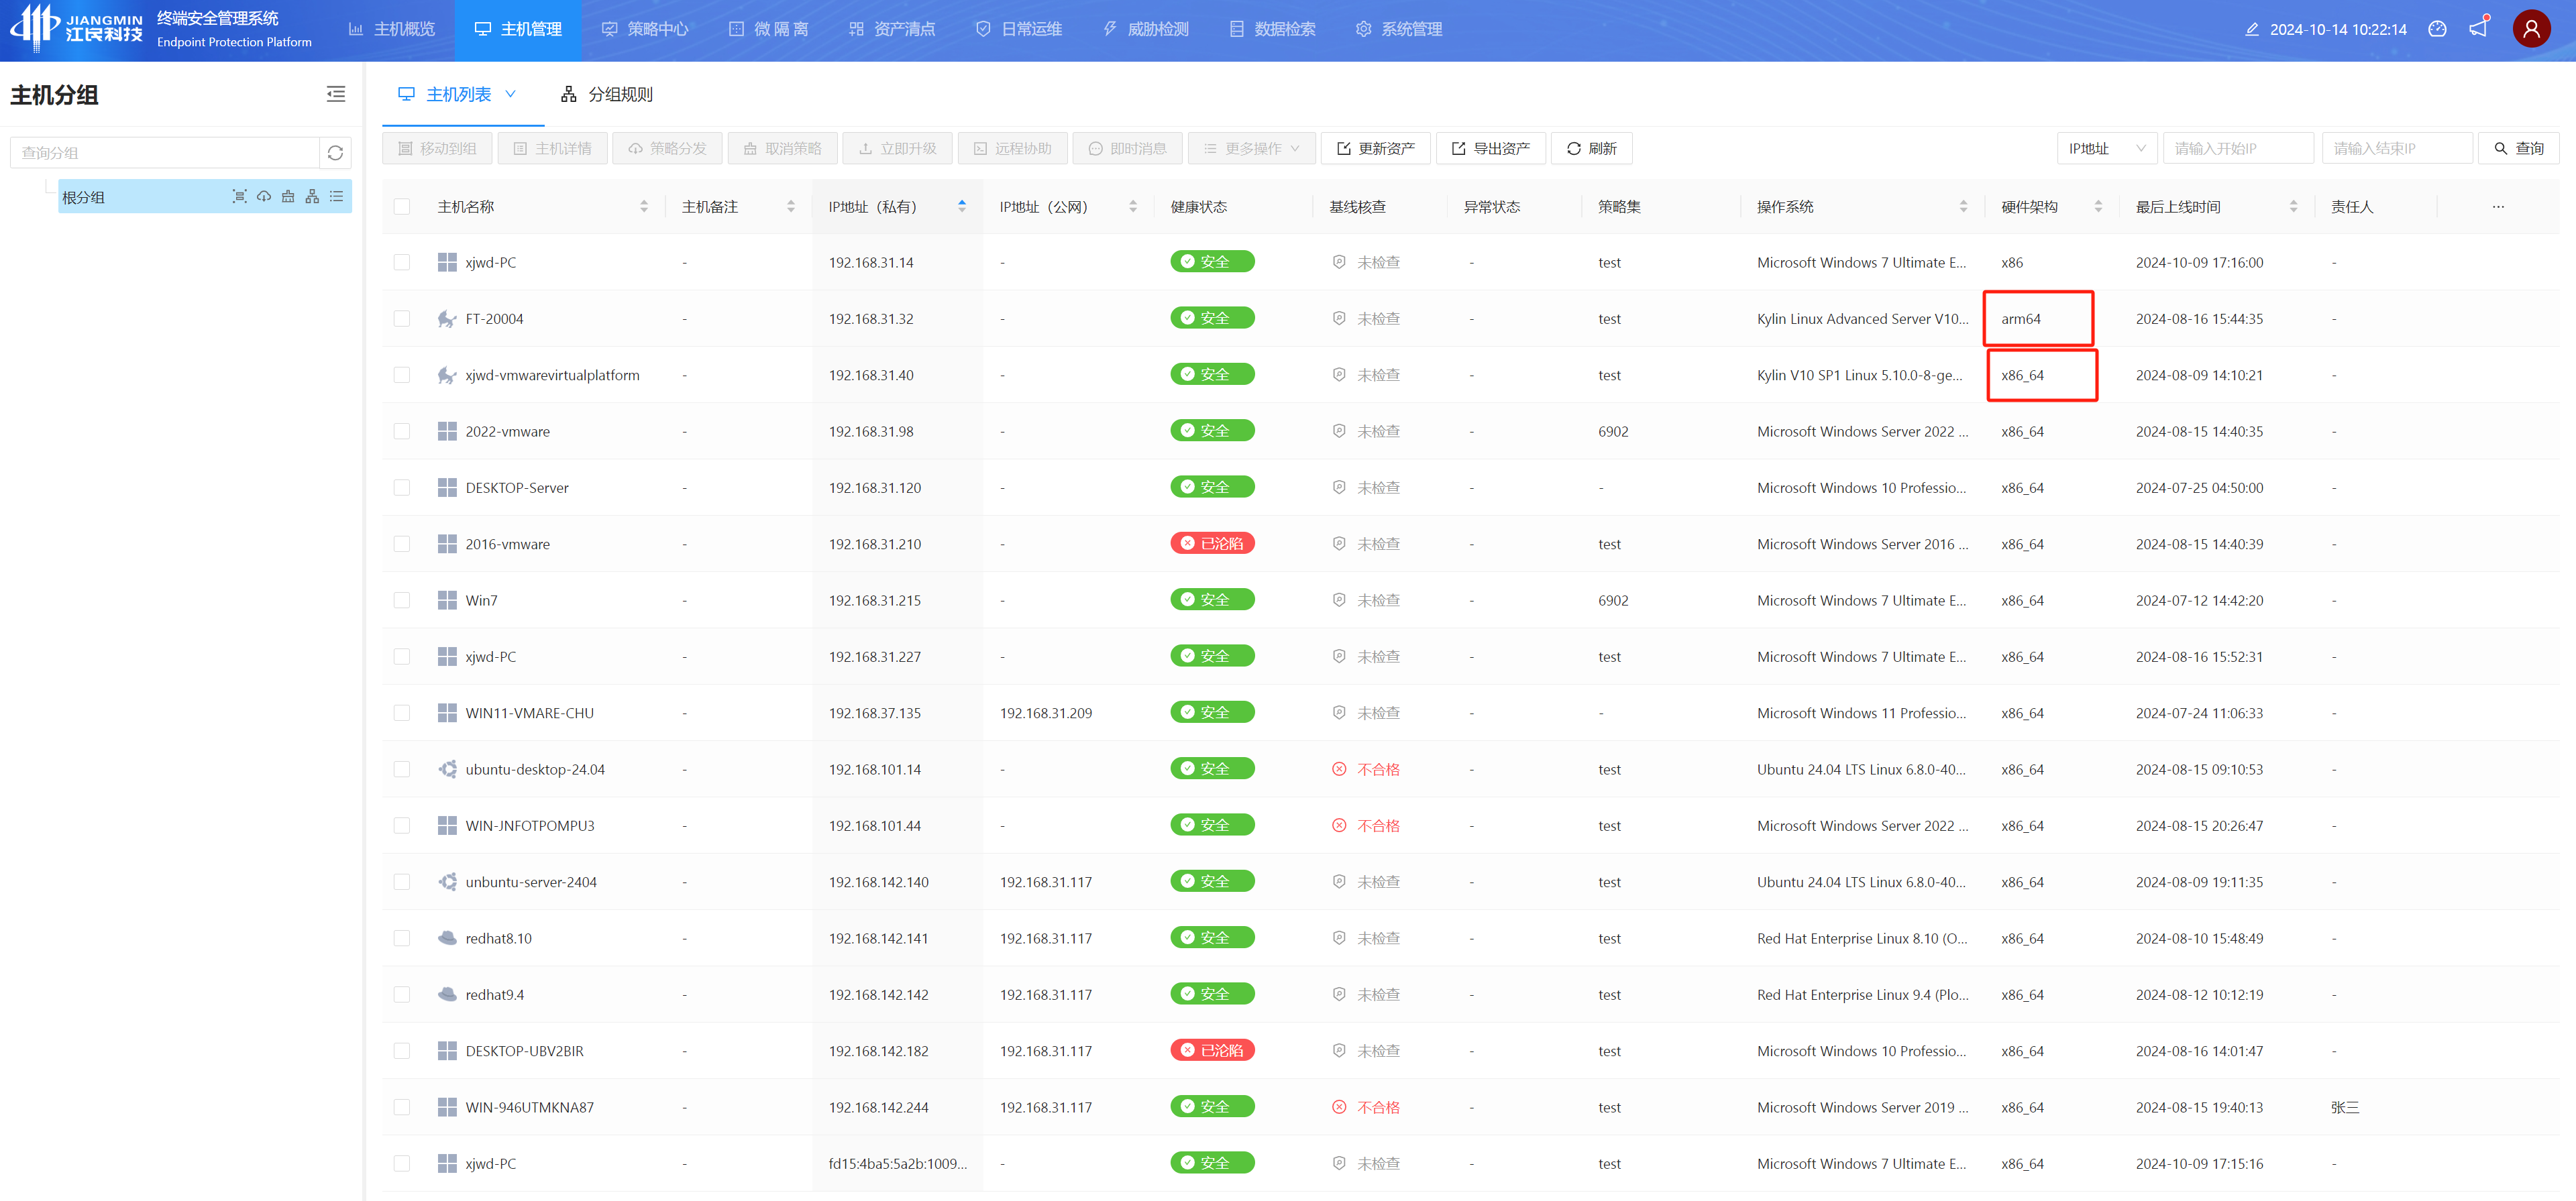 JIANGMIN
江民科技
终端安全管理系统
Endpoint Protection Platform
主机概览
主机管理
策略中心
微 隔 离
资产清点
日常运维
威胁检测
数据检索
系统管理
2024-10-14 10:22:14
主机分组
查询分组
根分组
主机列表
分组规则
移动到组 主机详情 策略分发 取消策略 立即升级 远程协助 即时消息 更多操作 更新资产 导出资产 刷新 IP地址 请输入开始IP 请输入结束IP 查询
主机名称 主机备注 IP地址（私有） IP地址（公网） 健康状态 基线核查 异常状态 策略集 操作系统 硬件架构 最后上线时间 责任人 ...
xjwd-PC - 192.168.31.14 - 安全 未检查 - test Microsoft Windows 7 Ultimate E... x86 2024-10-09 17:16:00 -
FT-20004 - 192.168.31.32 - 安全 未检查 - test Kylin Linux Advanced Server V10... arm64 2024-08-16 15:44:35 -
xjwd-vmwarevirtualplatform - 192.168.31.40 - 安全 未检查 - test Kylin V10 SP1 Linux 5.10.0-8-ge... x86_64 2024-08-09 14:10:21 -
2022-vmware - 192.168.31.98 - 安全 未检查 - 6902 Microsoft Windows Server 2022 ... x86_64 2024-08-15 14:40:35 -
DESKTOP-Server - 192.168.31.120 - 安全 未检查 - - Microsoft Windows 10 Professio... x86_64 2024-07-25 04:50:00 -
2016-vmware - 192.168.31.210 - 已沦陷 未检查 - test Microsoft Windows Server 2016 ... x86_64 2024-08-15 14:40:39 -
Win7 - 192.168.31.215 - 安全 未检查 - 6902 Microsoft Windows 7 Ultimate E... x86_64 2024-07-12 14:42:20 -
xjwd-PC - 192.168.31.227 - 安全 未检查 - test Microsoft Windows 7 Ultimate E... x86_64 2024-08-16 15:52:31 -
WIN11-VMARE-CHU - 192.168.37.135 192.168.31.209 安全 未检查 - - Microsoft Windows 11 Professio... x86_64 2024-07-24 11:06:33 -
ubuntu-desktop-24.04 - 192.168.101.14 - 安全 不合格 - test Ubuntu 24.04 LTS Linux 6.8.0-40... x86_64 2024-08-15 09:10:53 -
WIN-JNFOTPOMPU3 - 192.168.101.44 - 安全 不合格 - test Microsoft Windows Server 2022 ... x86_64 2024-08-15 20:26:47 -
unbuntu-server-2404 - 192.168.142.140 192.168.31.117 安全 未检查 - test Ubuntu 24.04 LTS Linux 6.8.0-40... x86_64 2024-08-09 19:11:35 -
redhat8.10 - 192.168.142.141 192.168.31.117 安全 未检查 - test Red Hat Enterprise Linux 8.10 (O... x86_64 2024-08-10 15:48:49 -
redhat9.4 - 192.168.142.142 192.168.31.117 安全 未检查 - test Red Hat Enterprise Linux 9.4 (Plo... x86_64 2024-08-12 10:12:19 -
DESKTOP-UBV2BIR - 192.168.142.182 192.168.31.117 已沦陷 未检查 - test Microsoft Windows 10 Professio... x86_64 2024-08-16 14:01:47 -
WIN-946UTMKNA87 - 192.168.142.244 192.168.31.117 安全 不合格 - test Microsoft Windows Server 2019 ... x86_64 2024-08-15 19:40:13 张三
xjwd-PC - fd15:4ba5:5a2b:1009... - 安全 未检查 - test Microsoft Windows 7 Ultimate E... x86_64 2024-10-09 17:15:16 -